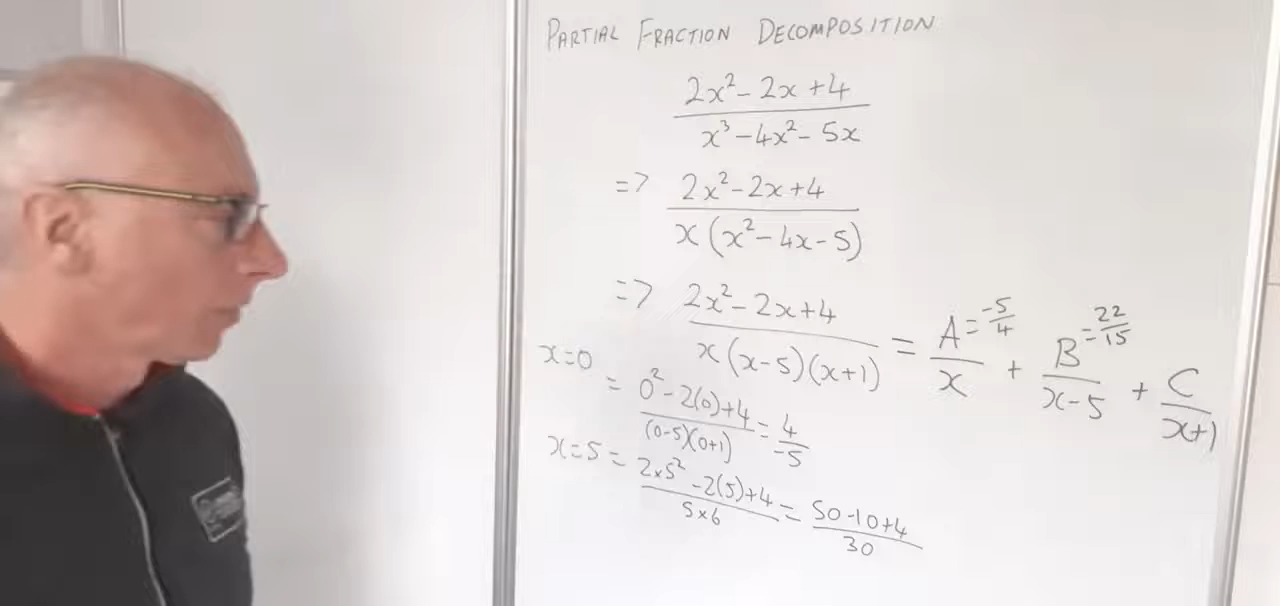 PARTIAL FRACTION DECOMPOSITION
2x² - 2x + 4
x³ - 4x² - 5x
=> 2x² - 2x + 4
x (x² - 4x - 5)
=> 2x² - 2x + 4 = A = -5/4 + B = 22/15 + C
x (x - 5) (x + 1) x x - 5 x + 1
x = 0
= 0² - 2(0) + 4 = 4
(0-5)(0+1) -5
x = 5 = 2×5² - 2(5) + 4 = 50 - 10 + 4
5×6 30